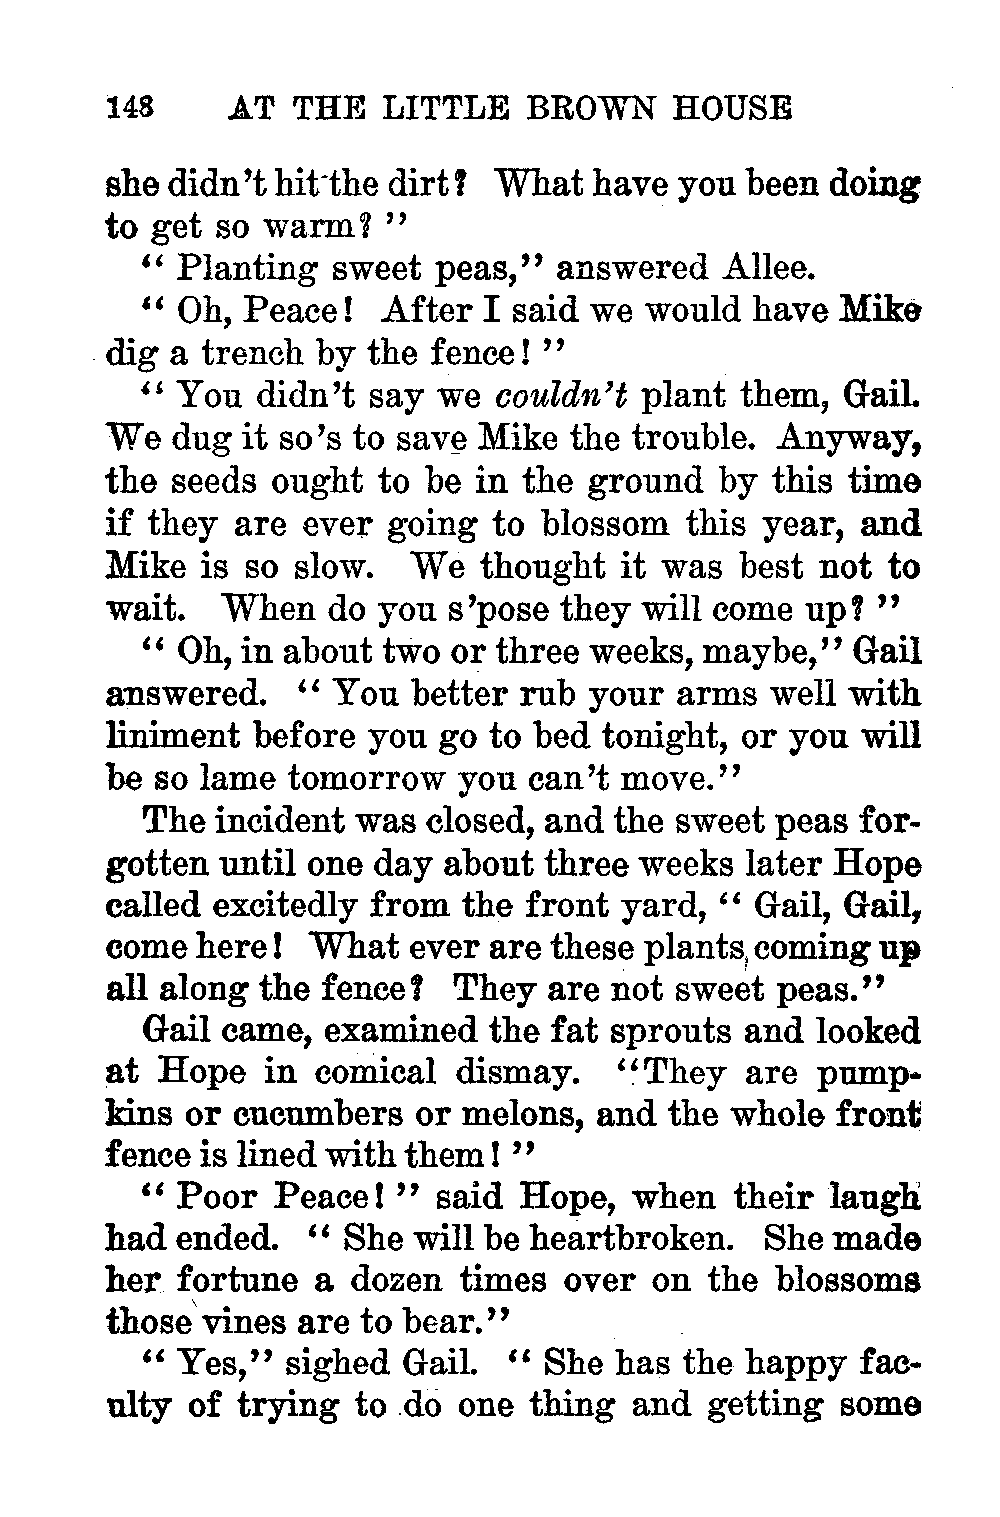 148 AT THE LITTLE BROWN HOUSE
she didn't hit the dirt? What have you been doing
to get so warm?"
"Planting sweet peas," answered Allee.
"Oh, Peace! After I said we would have Mike
dig a trench by the fence!"
"You didn't say we couldn't plant them, Gail.
We dug it so's to save Mike the trouble. Anyway,
the seeds ought to be in the ground by this time
if they are ever going to blossom this year, and
Mike is so slow. We thought it was best not to
wait. When do you s'pose they will come up?"
"Oh, in about two or three weeks, maybe," Gail
answered. "You better rub your arms well with
liniment before you go to bed tonight, or you will
be so lame tomorrow you can't move."
The incident was closed, and the sweet peas for-
gotten until one day about three weeks later Hope
called excitedly from the front yard, "Gail, Gail,
come here! What ever are these plants coming up
all along the fence? They are not sweet peas."
Gail came, examined the fat sprouts and looked
at Hope in comical dismay. "They are pump-
kins or cucumbers or melons, and the whole front
fence is lined with them!"
"Poor Peace!" said Hope, when their laugh
had ended. "She will be heartbroken. She made
her fortune a dozen times over on the blossoms
those vines are to bear."
"Yes," sighed Gail. "She has the happy fac-
ulty of trying to do one thing and getting some